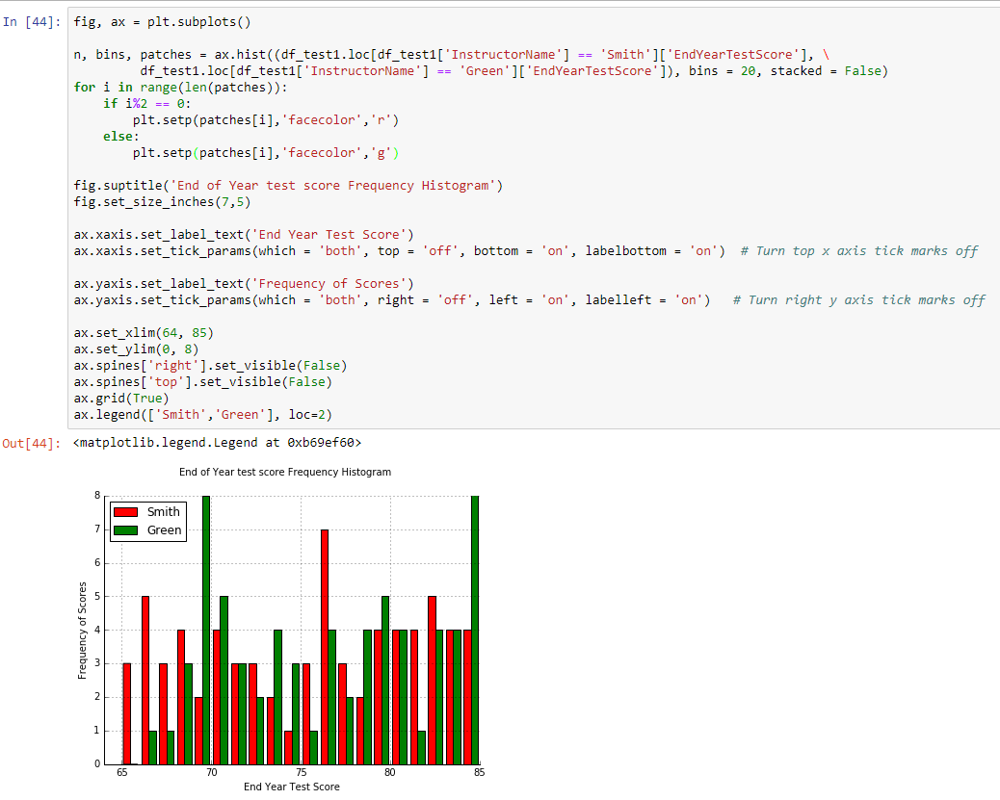 In [44]: fig, ax = plt.subplots()
n, bins, patches = ax.hist((df_test1.loc[df_test1['InstructorName'] == 'Smith']['EndYearTestScore'], \
df_test1.loc[df_test1['InstructorName'] == 'Green']['EndYearTestScore']), bins = 20, stacked = False)
for i in range(len(patches)):
if i%2 == 0:
plt.setp(patches[i],'facecolor','r')
else:
plt.setp(patches[i],'facecolor','g')
fig.suptitle('End of Year test score Frequency Histogram')
fig.set_size_inches(7,5)
ax.xaxis.set_label_text('End Year Test Score')
ax.xaxis.set_tick_params(which = 'both', top = 'off', bottom = 'on', labelbottom = 'on')  # Turn top x axis tick marks off
ax.yaxis.set_label_text('Frequency of Scores')
ax.yaxis.set_tick_params(which = 'both', right = 'off', left = 'on', labelleft = 'on')   # Turn right y axis tick marks off
ax.set_xlim(64, 85)
ax.set_ylim(0, 8)
ax.spines['right'].set_visible(False)
ax.spines['top'].set_visible(False)
ax.grid(True)
ax.legend(['Smith','Green'], loc=2)
Out[44]: <matplotlib.legend.Legend at 0xb69ef60>
End of Year test score Frequency Histogram
Smith
Green
8
7
6
5
4
3
2
1
0
Frequency of Scores
65 70 75 80 85
End Year Test Score